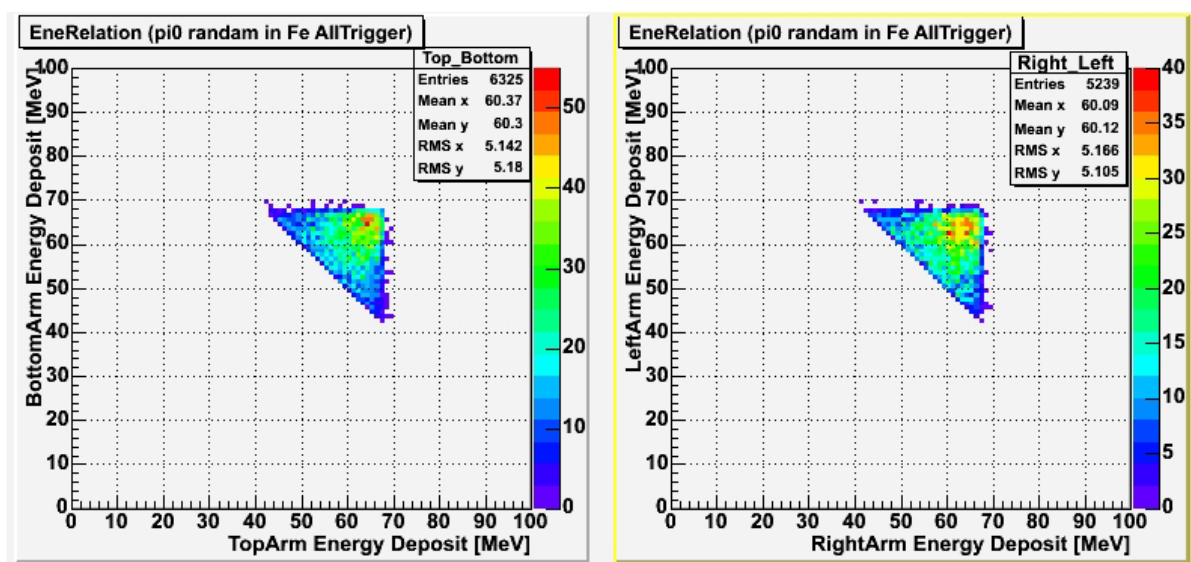 EneRelation (pi0 randam in Fe AllTrigger)
Top_Bottom
Entries 6325
Mean x 60.37
Mean y 60.3
RMS x 5.142
RMS y 5.18
BottomArm Energy Deposit [MeV]
100
90
80
70
60
50
40
30
20
10
0
0 10 20 30 40 50 60 70 80 90 100
TopArm Energy Deposit [MeV]
50
40
30
20
10
0
EneRelation (pi0 randam in Fe AllTrigger)
Right_Left
Entries 5239
Mean x 60.09
Mean y 60.12
RMS x 5.166
RMS y 5.105
LeftArm Energy Deposit [MeV]
100
90
80
70
60
50
40
30
20
10
0
0 10 20 30 40 50 60 70 80 90 100
RightArm Energy Deposit [MeV]
40
35
30
25
20
15
10
5
0